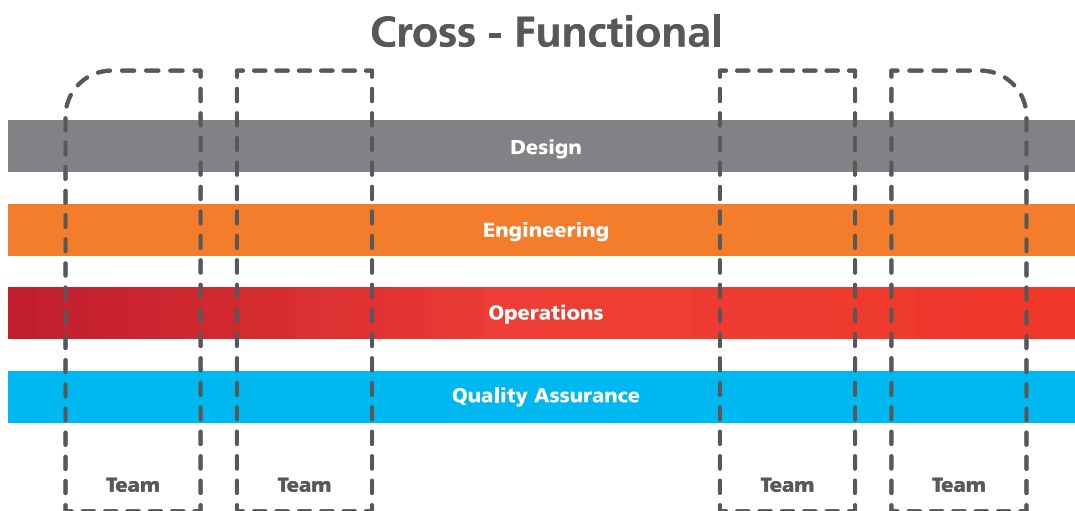 Cross - Functional
Design
Engineering
Operations
Quality Assurance
Team
Team
Team
Team